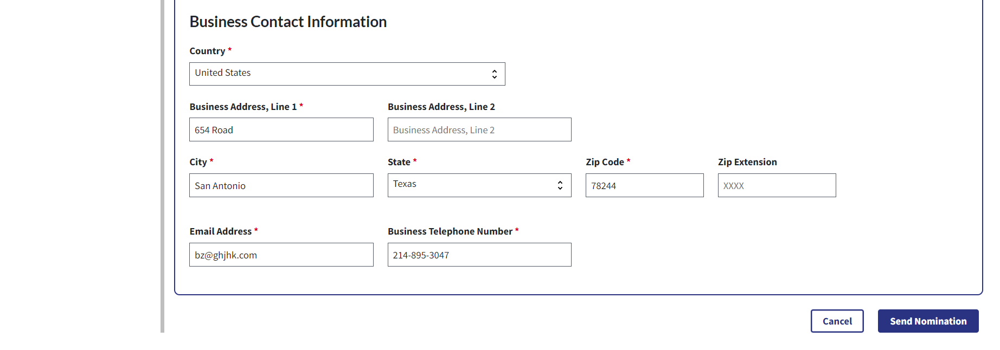 Business Contact Information
Country *
United States
Business Address, Line 1 * Business Address, Line 2
654 Road Business Address, Line 2
City * State * Zip Code * Zip Extension
San Antonio Texas 78244 XXXX
Email Address * Business Telephone Number *
bz@ghjhk.com 214-895-3047
Cancel Send Nomination